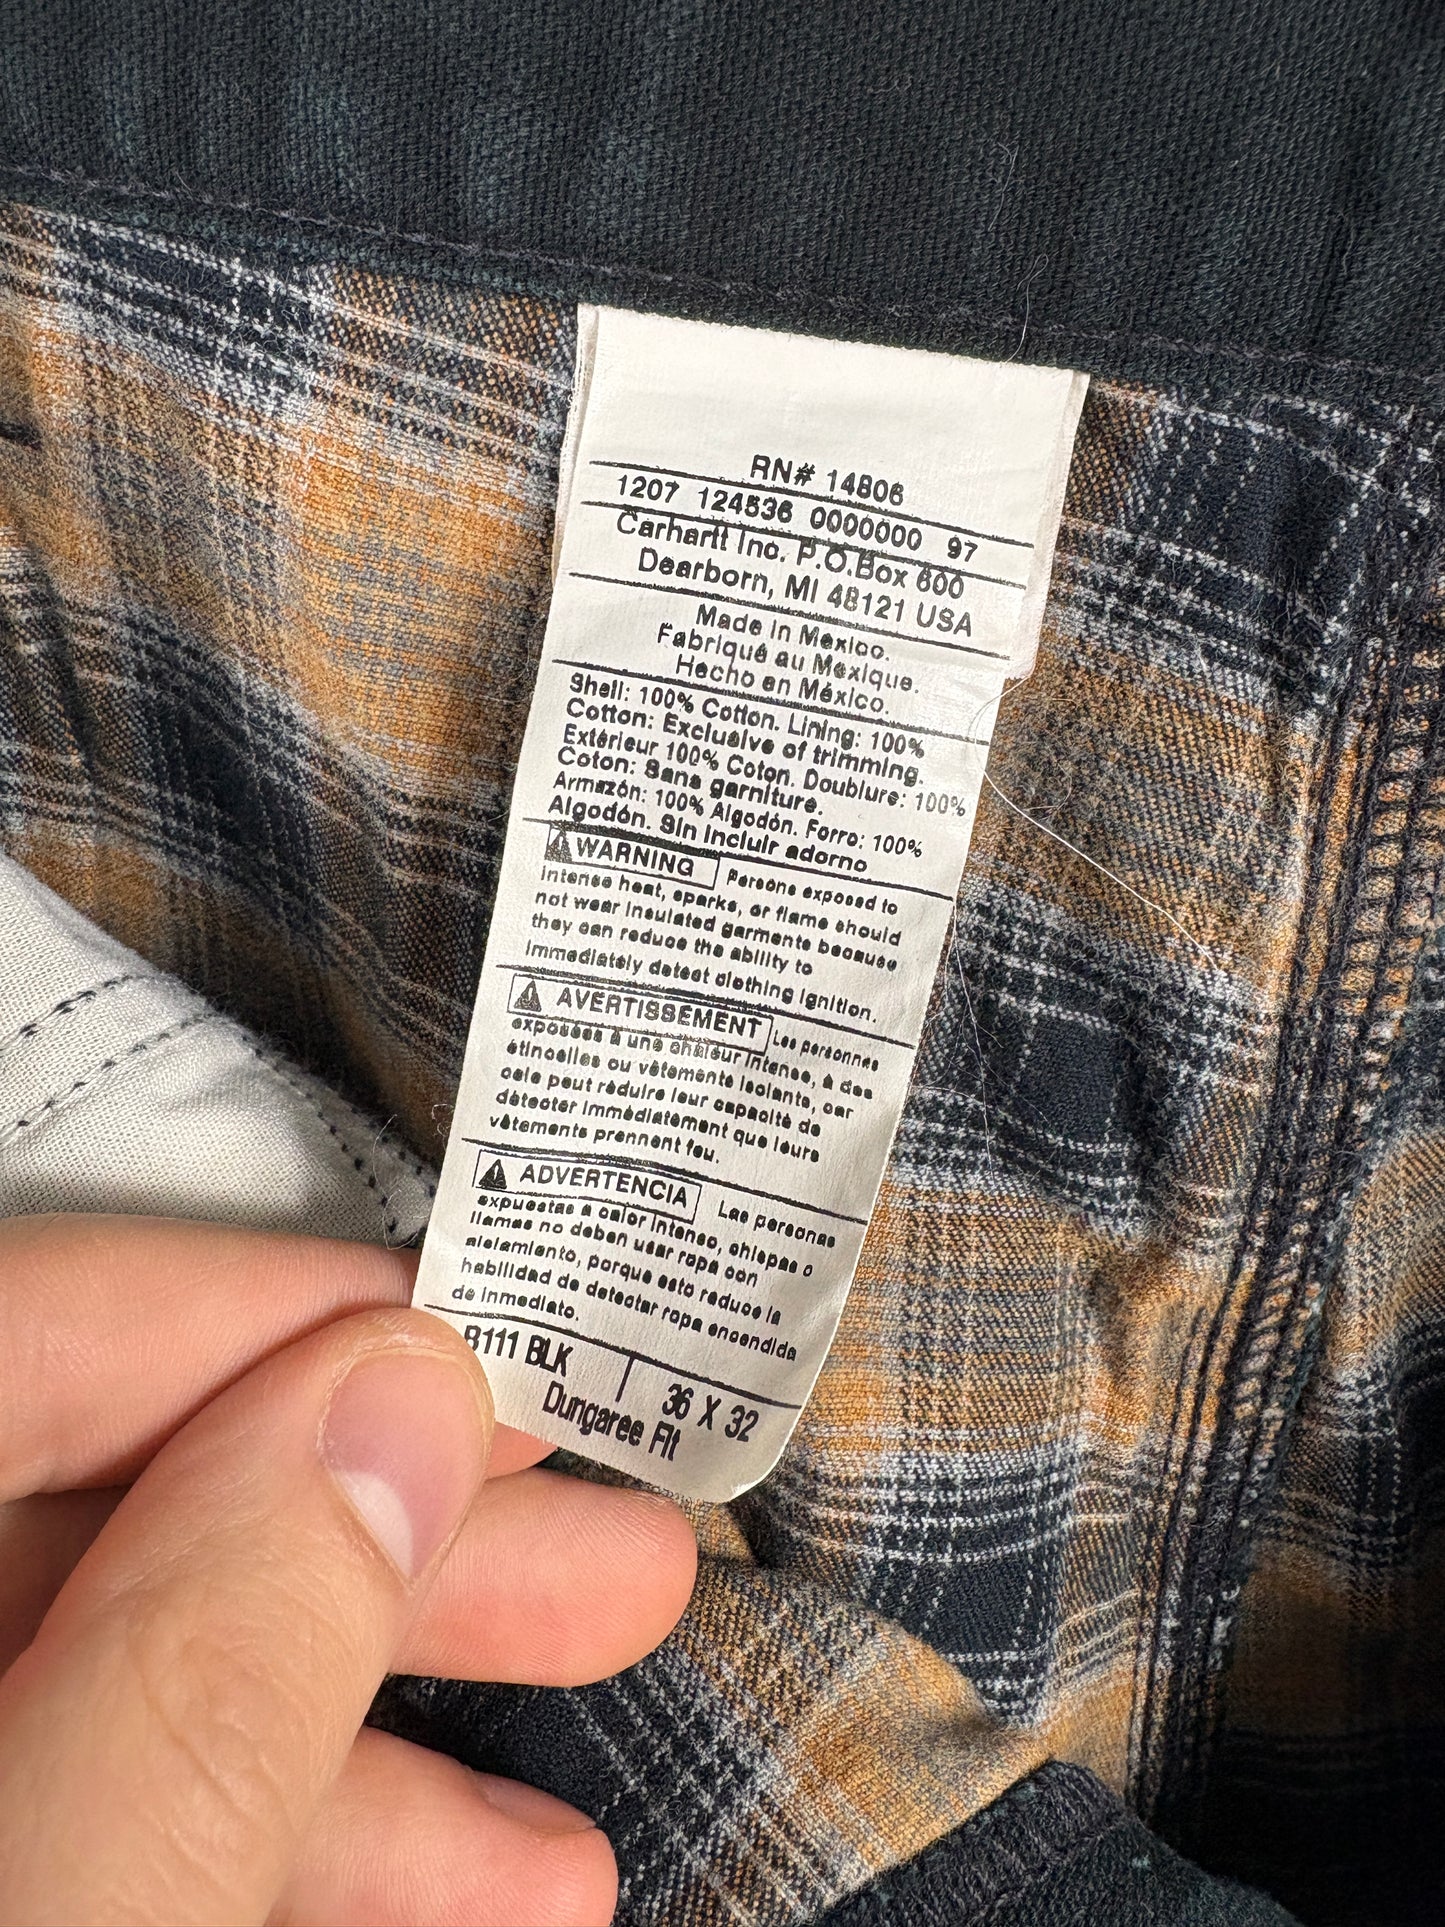 RN# 14806
1207 124536 0000000 97
Carhartt Inc. P.O.Box 600
Dearborn, MI 48121 USA
Made in Mexico.
Fabriqué au Mexique.
Hecho en México.
Shell: 100% Cotton. Lining: 100%
Cotton: Exclusive of trimming.
Extérieur 100% Coton. Doublure: 100%
Coton: Sans garniture.
Armazón: 100% Algodón. Forro: 100%
Algodón. Sin incluir adorno
WARNING Persons exposed to
intense heat, sparks, or flame should
not wear insulated garments because
they can reduce the ability to
immediately detect clothing ignition.
AVERTISSEMENT Les personnes
exposées à une chaleur intense, à des
étincelles ou vêtements isolants, car
cela peut réduire leur capacité de
détecter immédiatement que leurs
vêtements prennent feu.
ADVERTENCIA Las personas
expuestas a calor intenso, chispas o
llamas no deben usar ropa con
aislamiento, porque esto reduce la
habilidad de detectar ropa encendida
de inmediato.
B111 BLK 36 X 32
Dungaree Fit